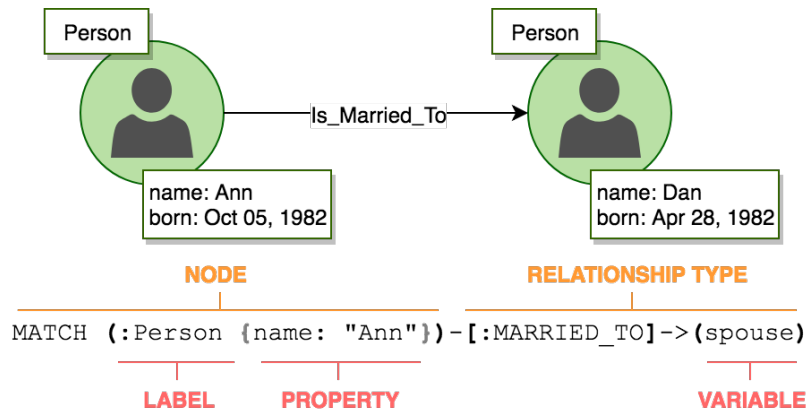 Person
Person
Is_Married_To
name: Ann
born: Oct 05, 1982
name: Dan
born: Apr 28, 1982
NODE
RELATIONSHIP TYPE
MATCH (:Person {name: "Ann"})-[:MARRIED_TO]->(spouse)
LABEL
PROPERTY
VARIABLE